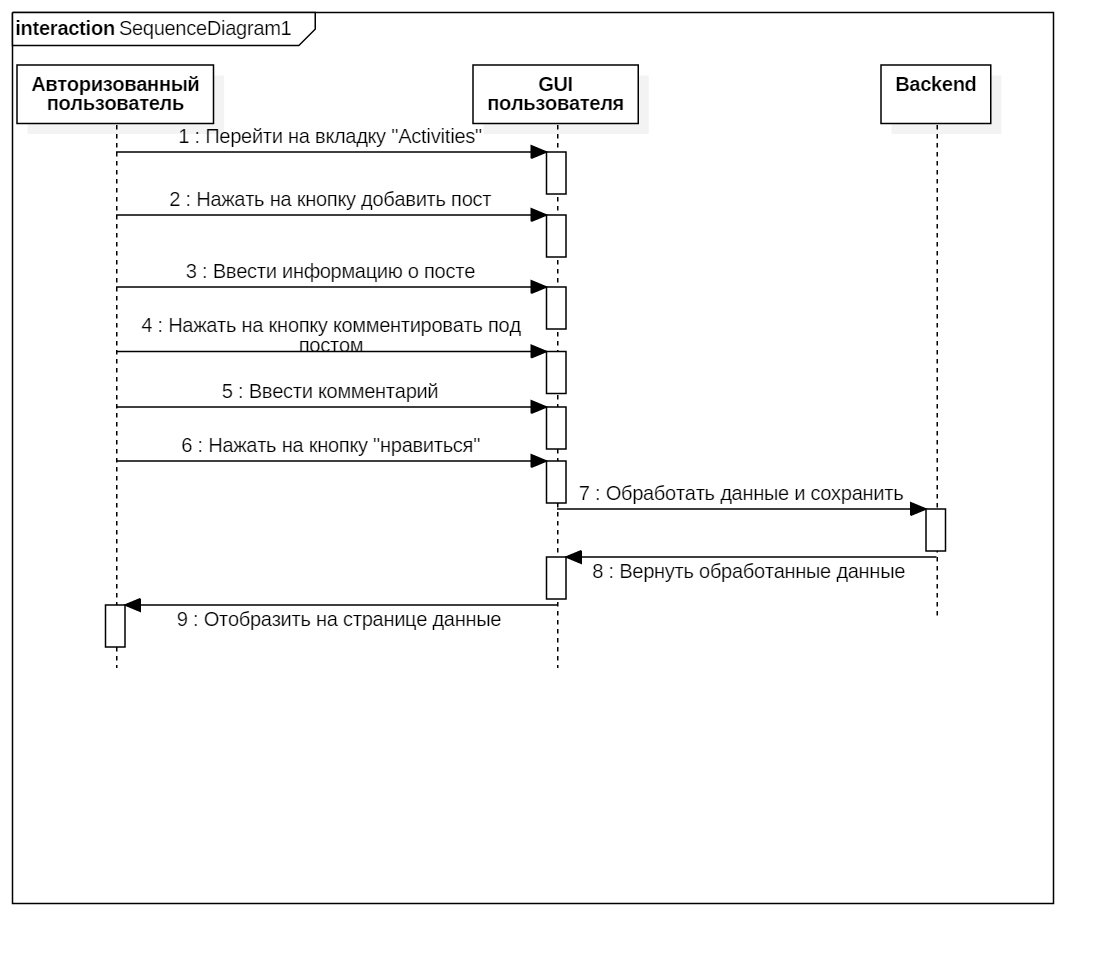 interaction SequenceDiagram1
Авторизованный
пользователь
GUI
пользователя
Backend
1 : Перейти на вкладку "Activities"
2 : Нажать на кнопку добавить пост
3 : Ввести информацию о посте
4 : Нажать на кнопку комментировать под
постом
5 : Ввести комментарий
6 : Нажать на кнопку "нравиться"
7 : Обработать данные и сохранить
8 : Вернуть обработанные данные
9 : Отобразить на странице данные